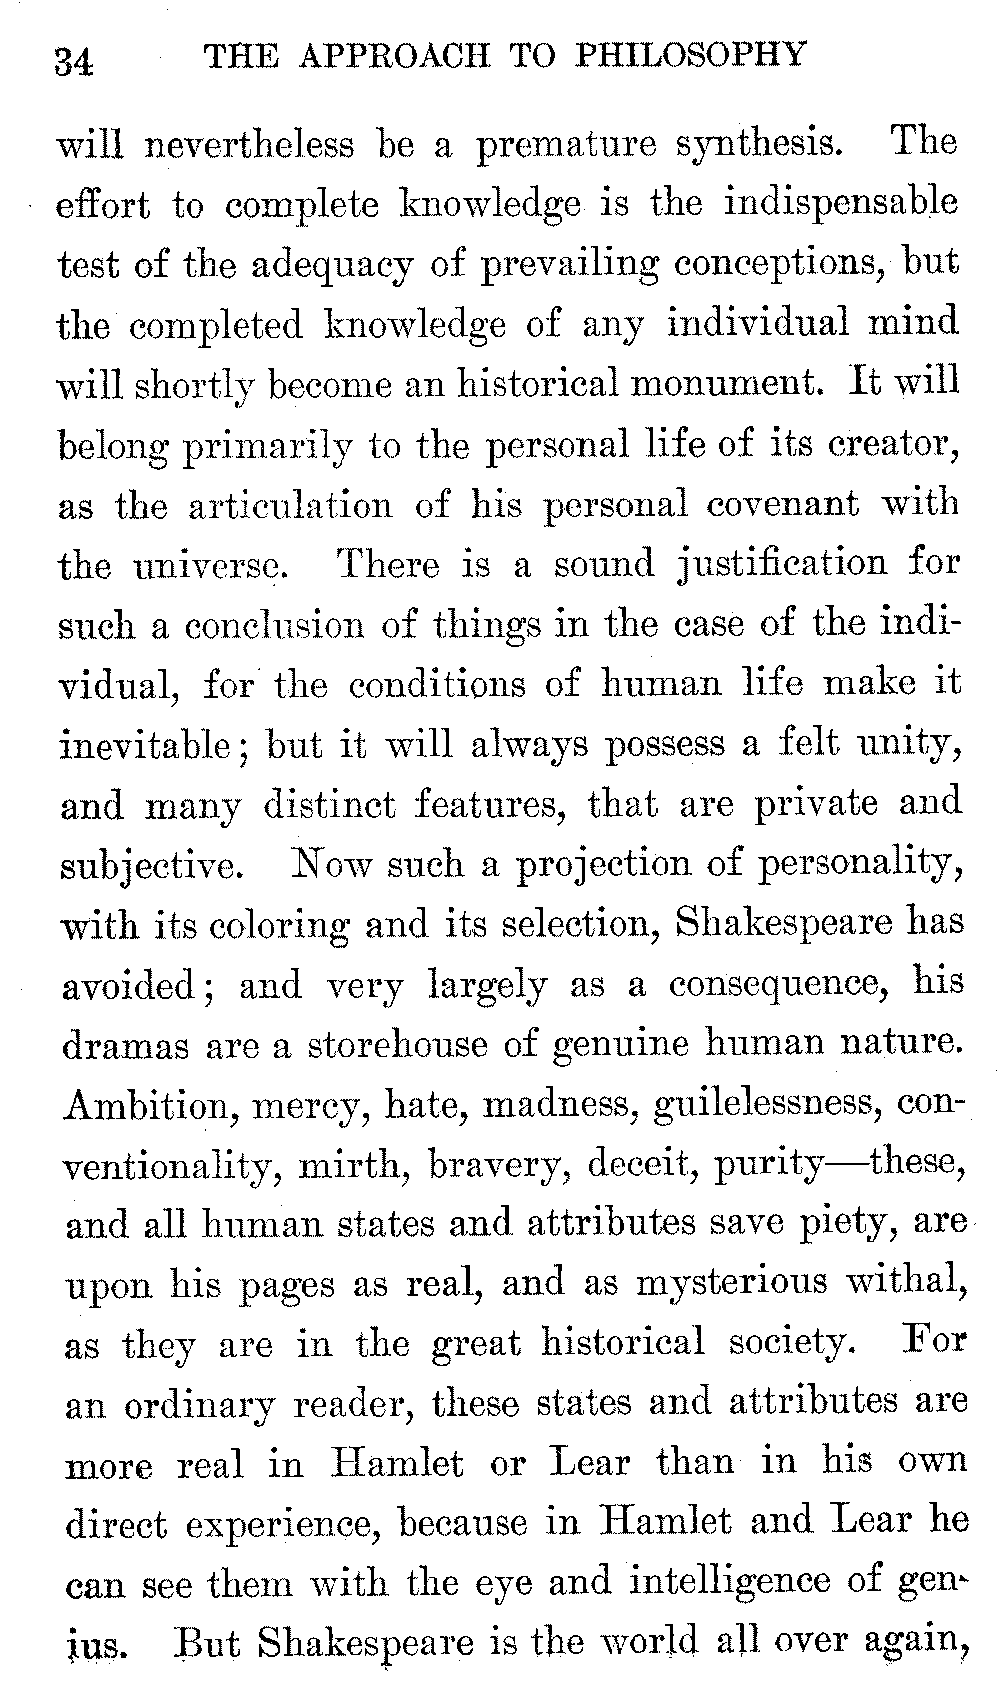 34 THE APPROACH TO PHILOSOPHY
will nevertheless be a premature synthesis. The
effort to complete knowledge is the indispensable
test of the adequacy of prevailing conceptions, but
the completed knowledge of any individual mind
will shortly become an historical monument. It will
belong primarily to the personal life of its creator,
as the articulation of his personal covenant with
the universe. There is a sound justification for
such a conclusion of things in the case of the indi-
vidual, for the conditions of human life make it
inevitable; but it will always possess a felt unity,
and many distinct features, that are private and
subjective. Now such a projection of personality,
with its coloring and its selection, Shakespeare has
avoided; and very largely as a consequence, his
dramas are a storehouse of genuine human nature.
Ambition, mercy, hate, madness, guilelessness, con-
ventionality, mirth, bravery, deceit, purity—these,
and all human states and attributes save piety, are
upon his pages as real, and as mysterious withal,
as they are in the great historical society. For
an ordinary reader, these states and attributes are
more real in Hamlet or Lear than in his own
direct experience, because in Hamlet and Lear he
can see them with the eye and intelligence of gen-
ius. But Shakespeare is the world all over again,